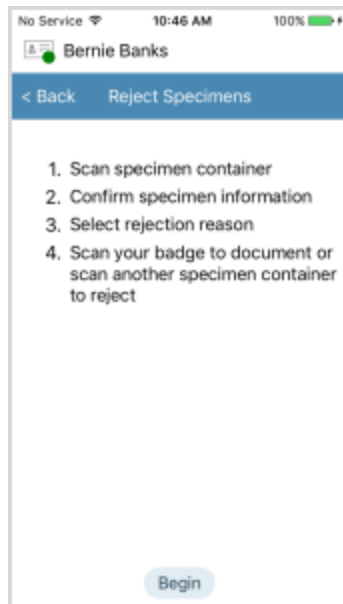 No Service 10:46 AM 100%
Bernie Banks
< Back Reject Specimens
1. Scan specimen container
2. Confirm specimen information
3. Select rejection reason
4. Scan your badge to document or
scan another specimen container
to reject
Begin